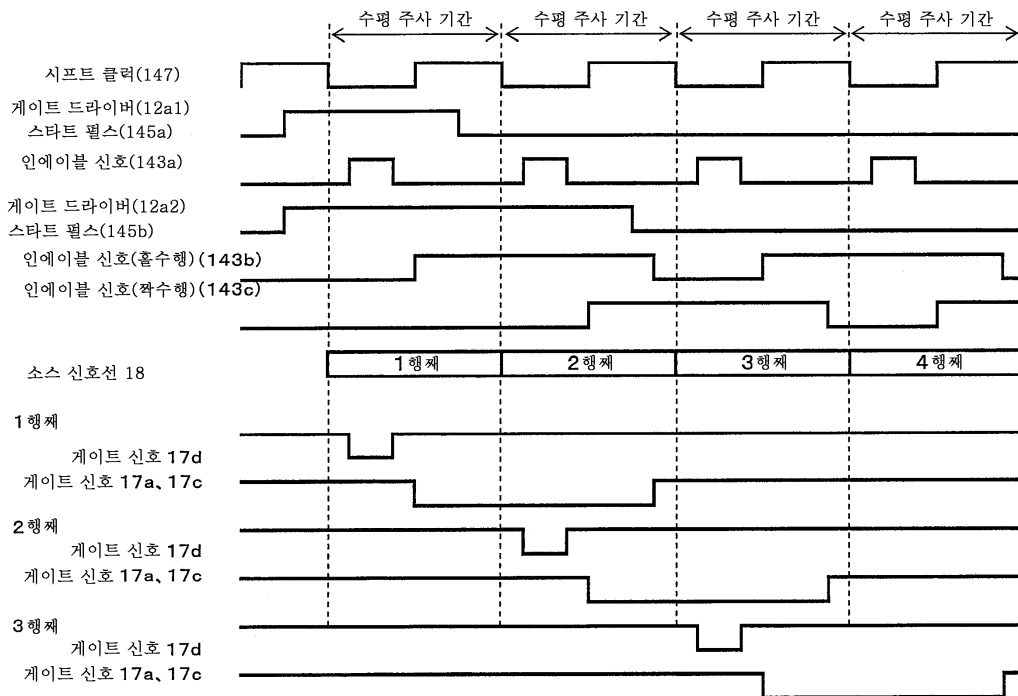 수평 주사 기간 수평 주사 기간 수평 주사 기간 수평 주사 기간
시프트 클럭(147)
게이트 드라이버(12a1)
스타트 펄스(145a)
인에이블 신호(143a)
게이트 드라이버(12a2)
스타트 펄스(145b)
인에이블 신호(홀수행)(143b)
인에이블 신호(짝수행)(143c)
소스 신호선 18 1행째 2행째 3행째 4행째
1행째
게이트 신호 17d
게이트 신호 17a、17c
2행째
게이트 신호 17d
게이트 신호 17a、17c
3행째
게이트 신호 17d
게이트 신호 17a、17c